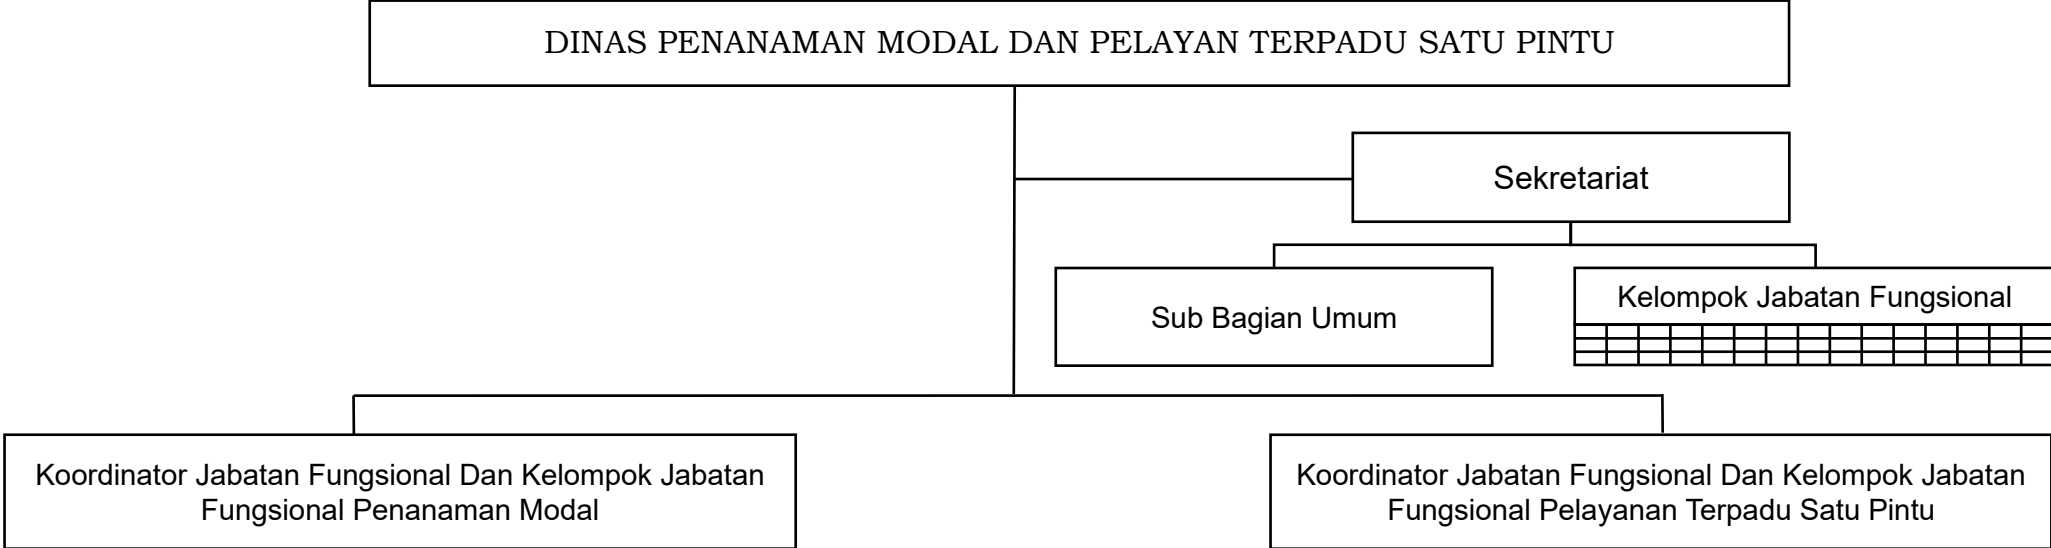 DINAS PENANAMAN MODAL DAN PELAYAN TERPADU SATU PINTU
Sekretariat
Sub Bagian Umum
Kelompok Jabatan Fungsional
Koordinator Jabatan Fungsional Dan Kelompok Jabatan
Fungsional Penanaman Modal
Koordinator Jabatan Fungsional Dan Kelompok Jabatan
Fungsional Pelayanan Terpadu Satu Pintu